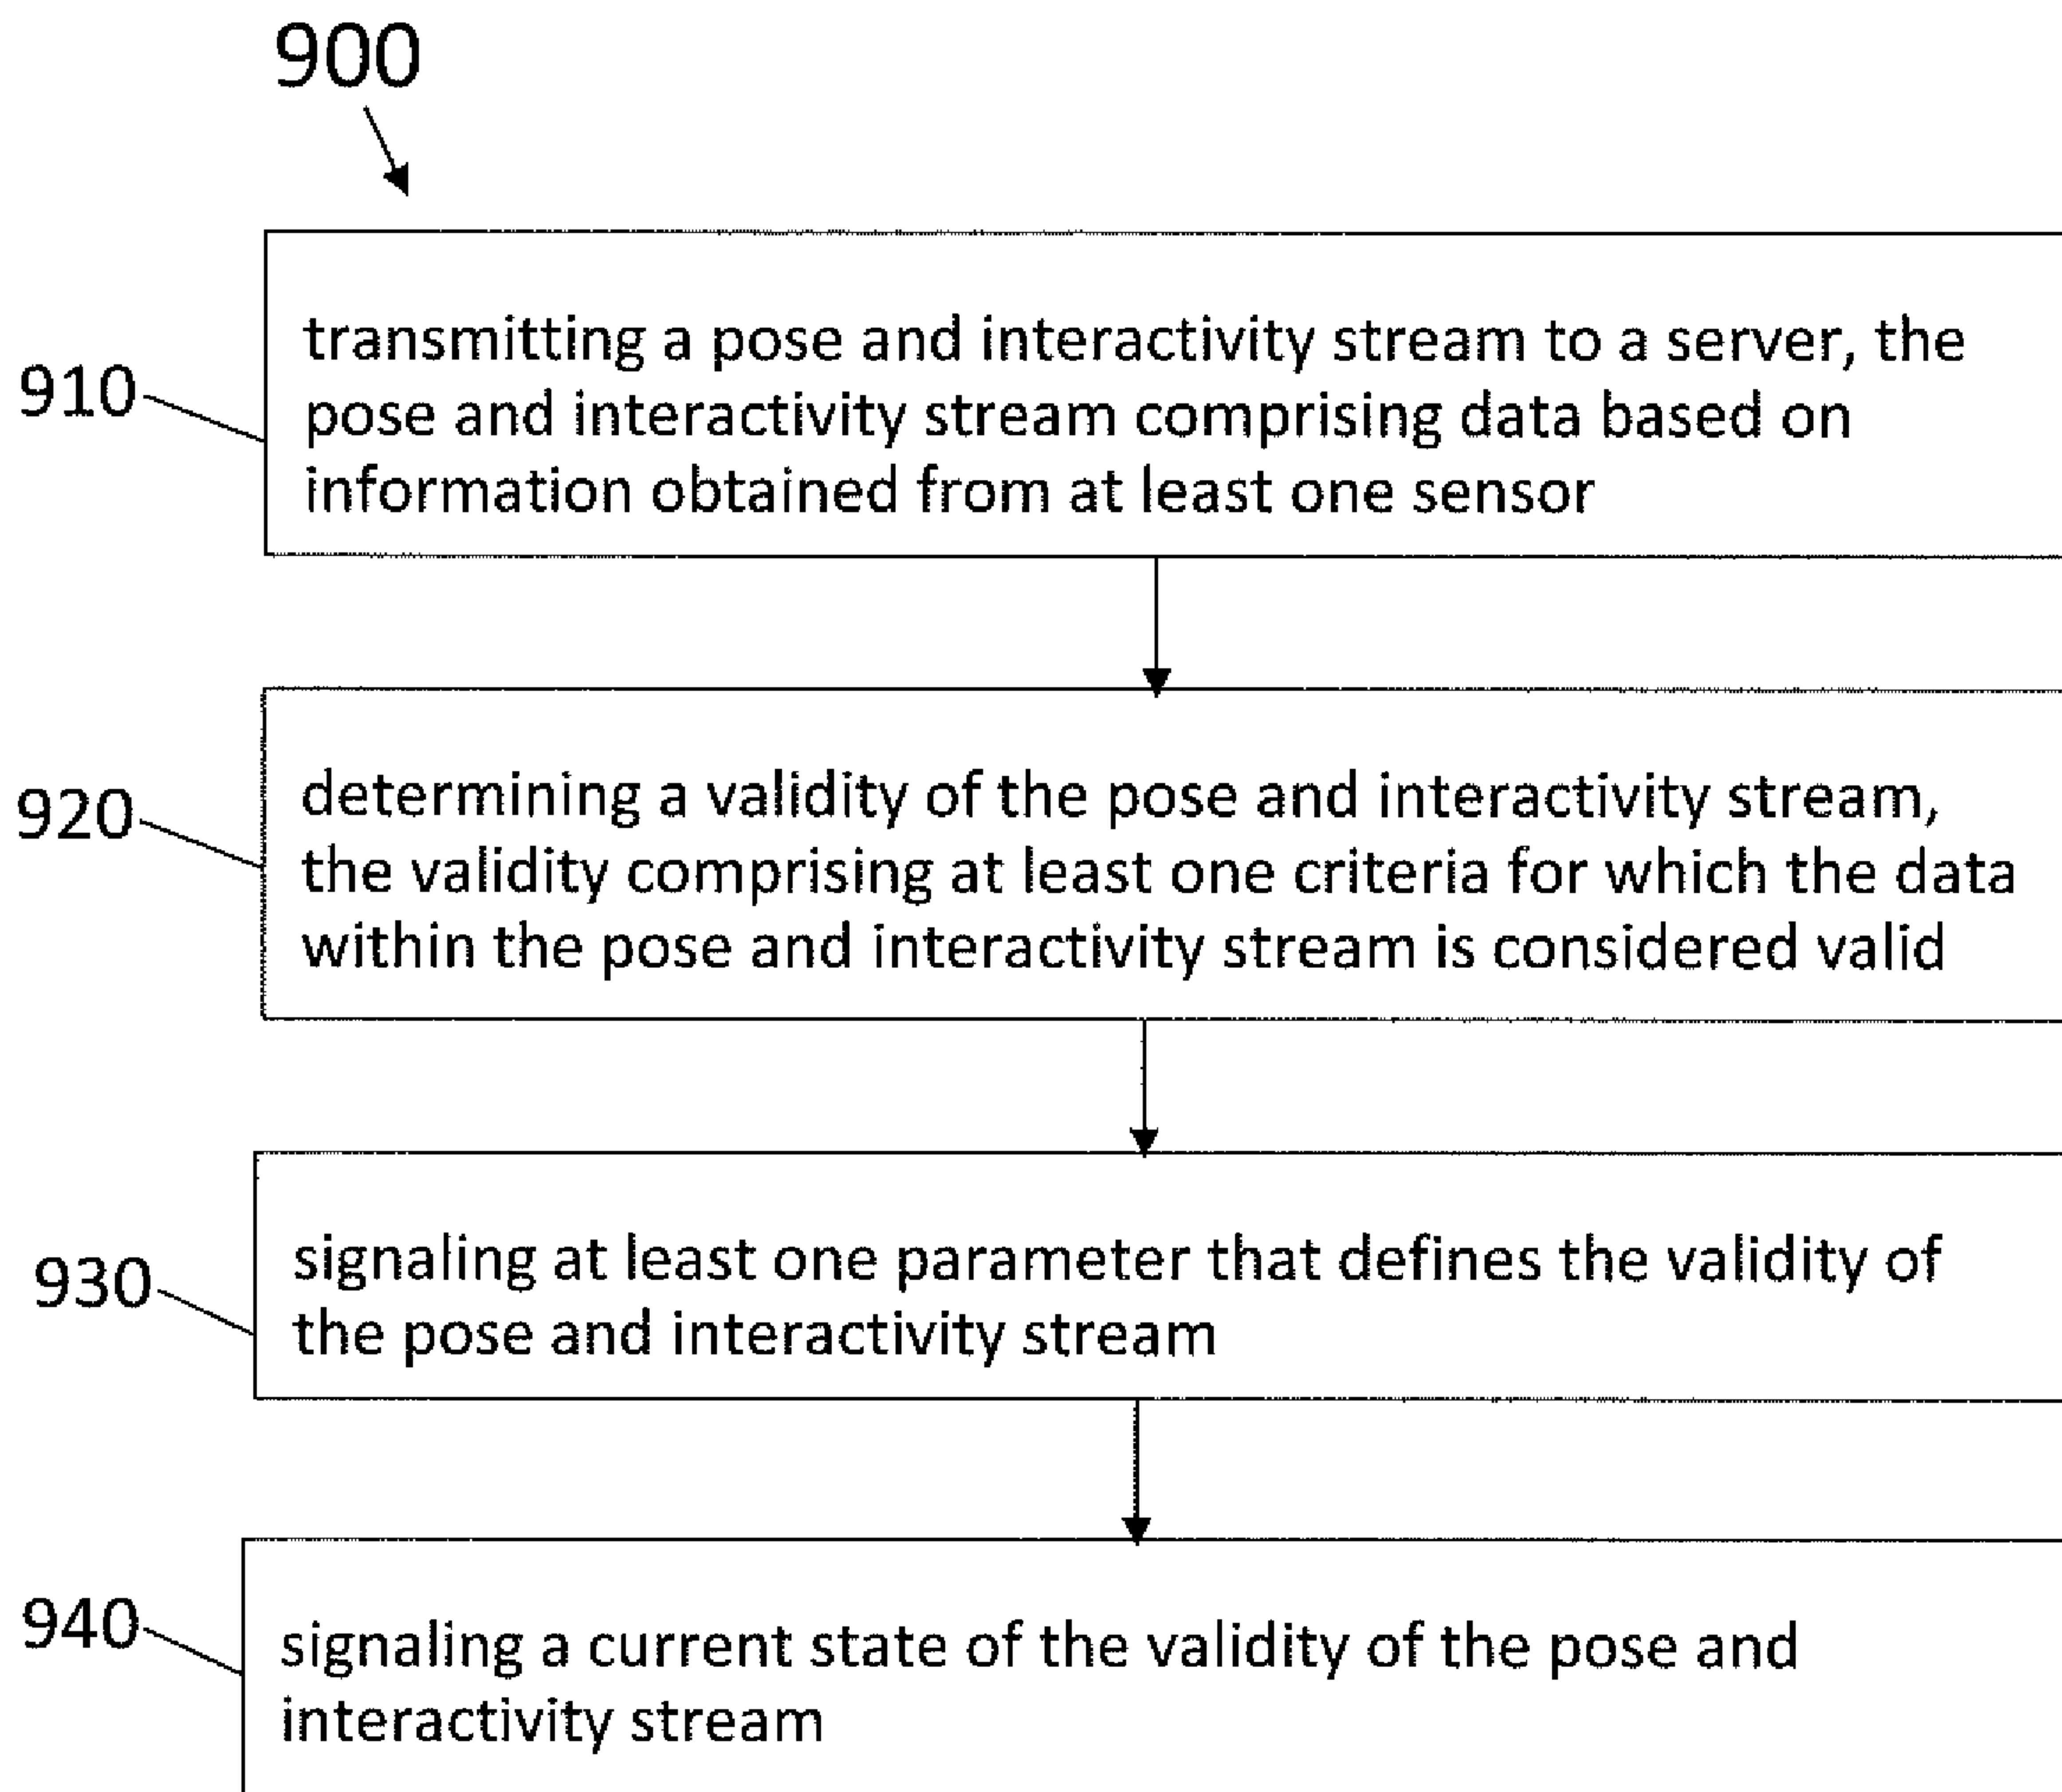 900
910
transmitting a pose and interactivity stream to a server, the
pose and interactivity stream comprising data based on
information obtained from at least one sensor
920
determining a validity of the pose and interactivity stream,
the validity comprising at least one criteria for which the data
within the pose and interactivity stream is considered valid
930
signaling at least one parameter that defines the validity of
the pose and interactivity stream
940
signaling a current state of the validity of the pose and
interactivity stream